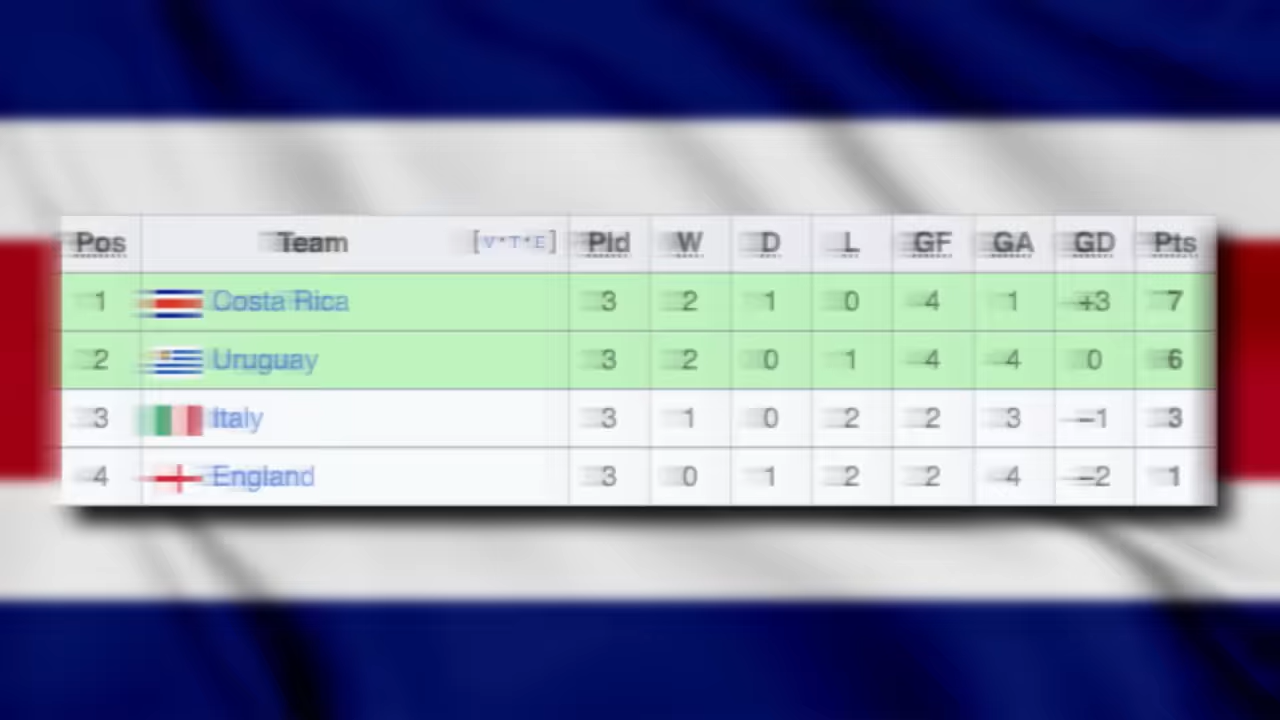 Pos Team [V·T·E] Pld W D L GF GA GD Pts
1 Costa Rica 3 2 1 0 4 1 +3 7
2 Uruguay 3 2 0 1 4 4 0 6
3 Italy 3 1 0 2 2 3 −1 3
4 England 3 0 1 2 2 4 −2 1